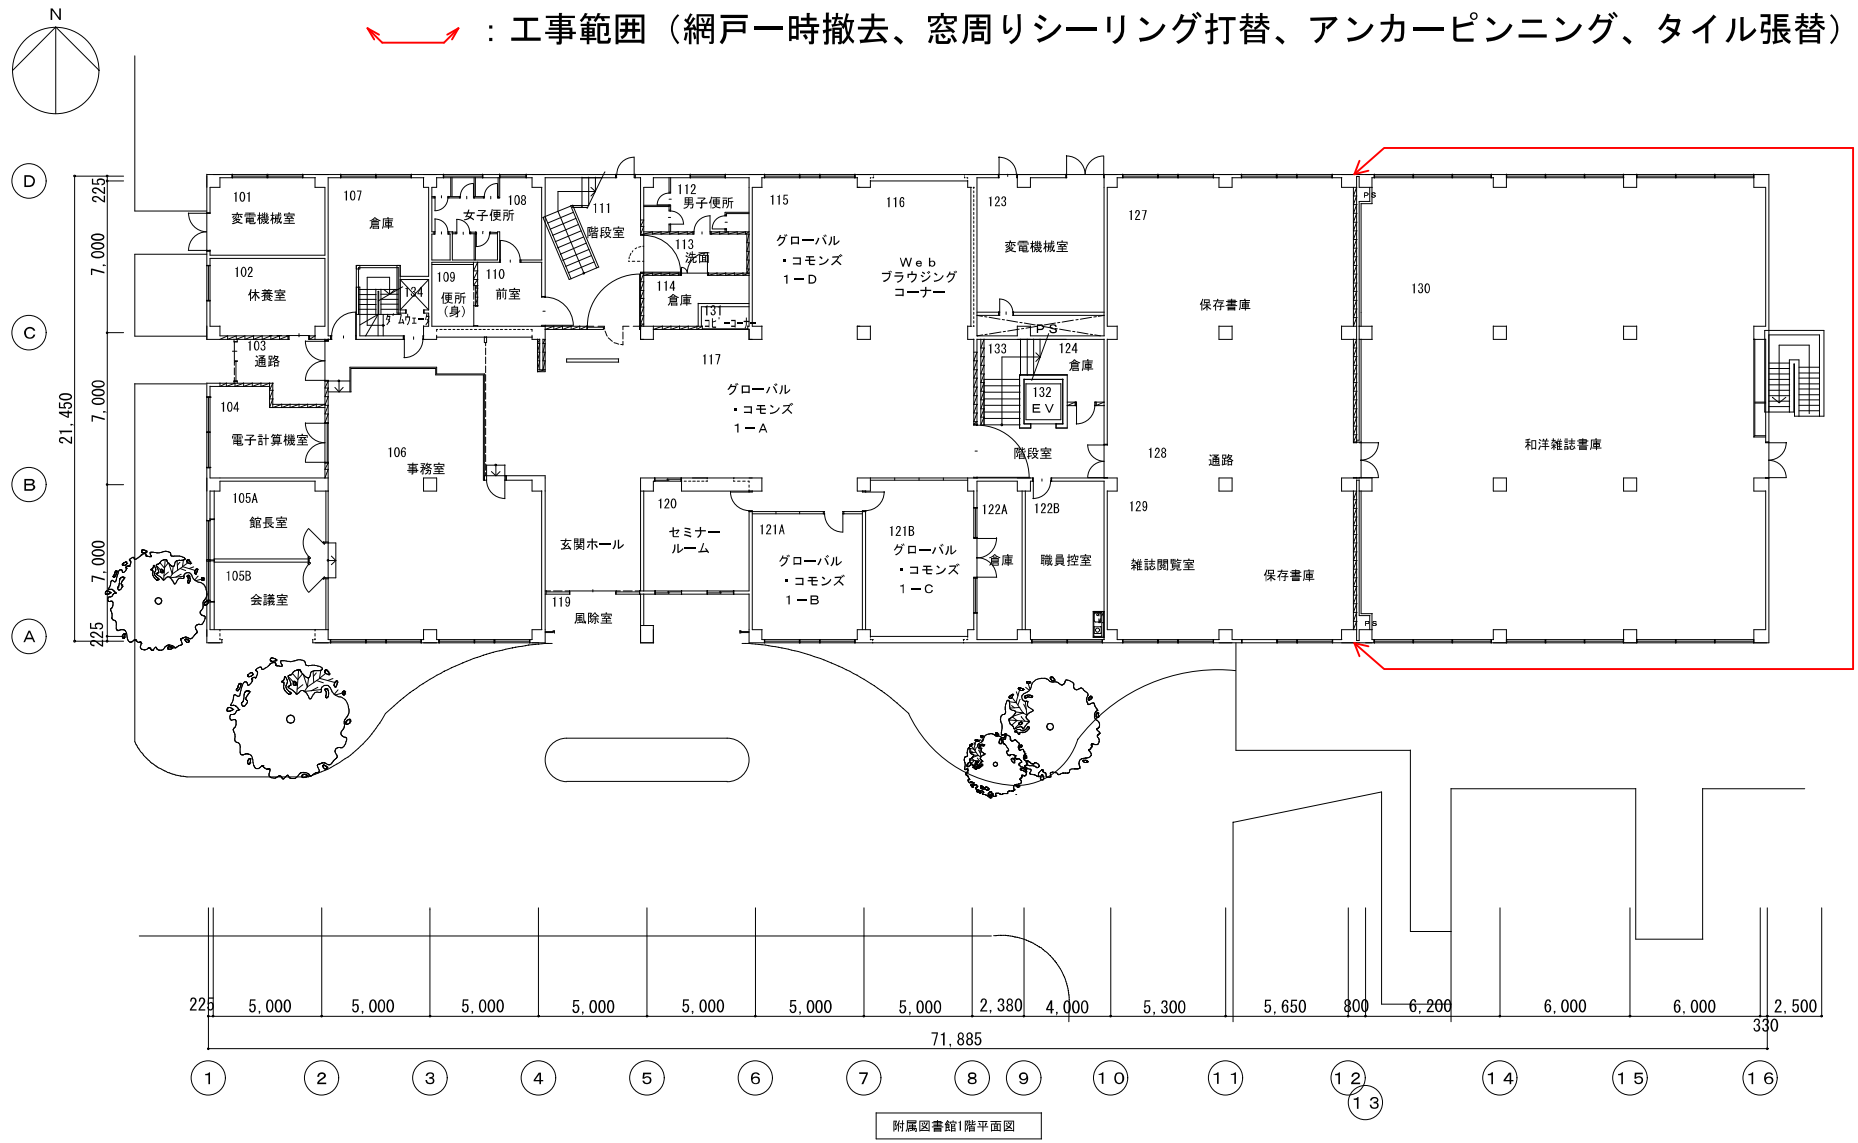 N
：工事範囲（網戸一時撤去、窓周りシーリング打替、アンカーピンニング、タイル張替）
D
C
B
A
225
7,000
7,000
7,000
225
21,450
101
変電機械室
102
休養室
103
通路
104
電子計算機室
105A
館長室
105B
会議室
106
事務室
107
倉庫
134
ダムウェーター
108
女子便所
109
便所
（身）
110
前室
111
階段室
112
男子便所
113
洗面
114
倉庫
131
コピーコーナー
115
グローバル
・コモンズ
１－Ｄ
116
Ｗｅｂ
ブラウジング
コーナー
117
グローバル
・コモンズ
１－Ａ
玄関ホール
119
風除室
120
セミナー
ルーム
121A
グローバル
・コモンズ
１－Ｂ
121B
グローバル
・コモンズ
１－Ｃ
122A
倉庫
122B
職員控室
123
変電機械室
ＰＳ
133
124
倉庫
132
ＥＶ
階段室
127
保存書庫
128
通路
129
雑誌閲覧室
保存書庫
ＰＳ
130
和洋雑誌書庫
ＰＳ
225
5,000
5,000
5,000
5,000
5,000
5,000
5,000
2,380
4,000
5,300
5,650
800
6,200
6,000
6,000
330
2,500
71,885
1
2
3
4
5
6
7
8
9
10
11
12
13
14
15
16
附属図書館1階平面図